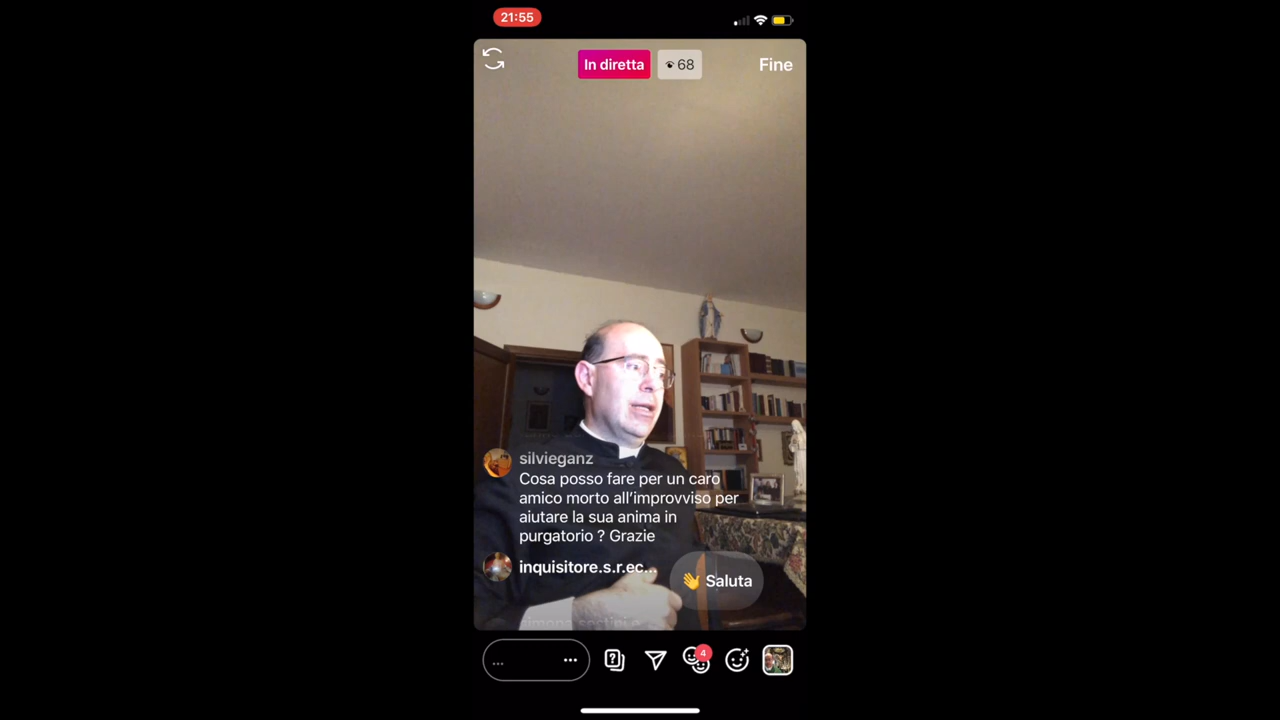 21:55
In diretta
68
Fine
silvieganz
Cosa posso fare per un caro
amico morto all’improvviso per
aiutare la sua anima in
purgatorio ? Grazie
inquisitore.s.r.ec...
👋 Saluta
...
4